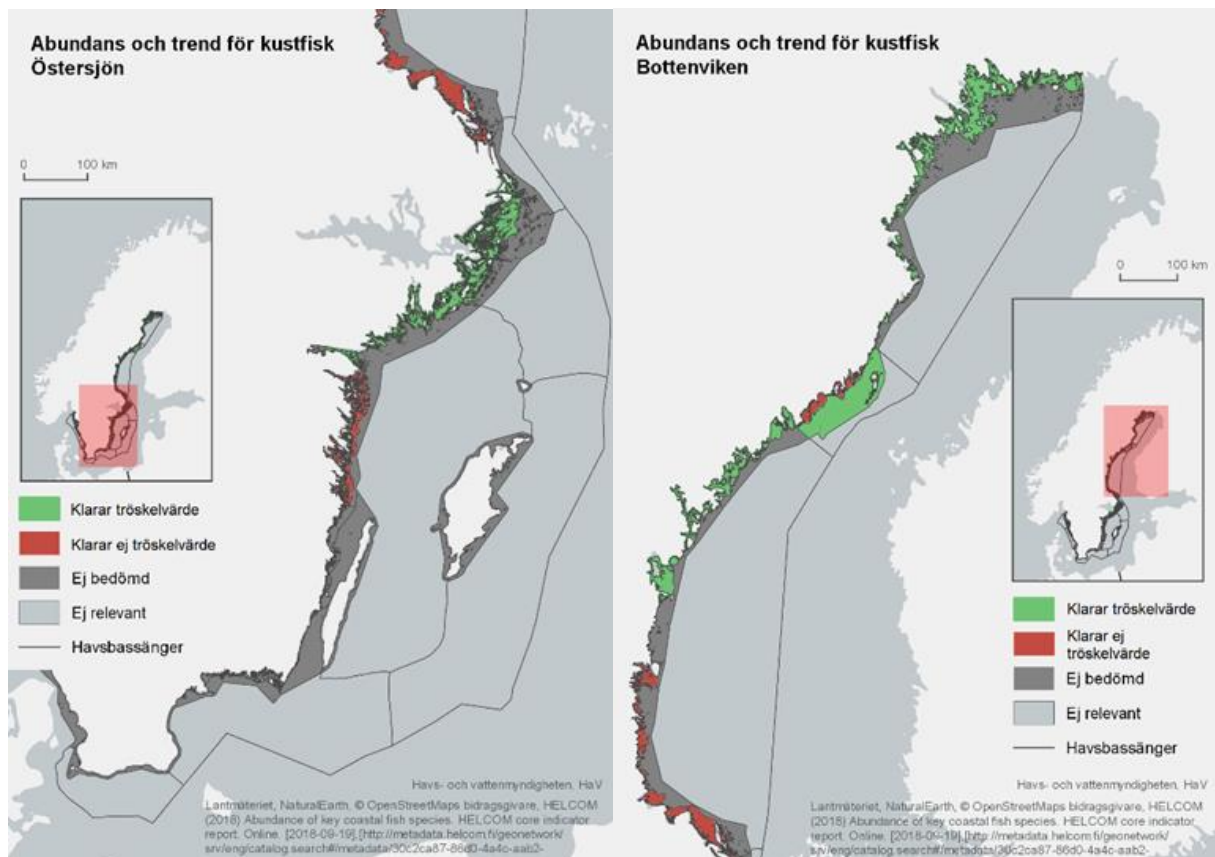 Abundans och trend för kustfisk
Östersjön
0 100 km
Klarar tröskelvärde
Klarar ej tröskelvärde
Ej bedömd
Ej relevant
Havsbassänger
Havs- och vattenmyndigheten, HaV
Lantmäteriet, NaturalEarth, © OpenStreetMaps bidragsgivare, HELCOM
(2018) Abundance of key coastal fish species. HELCOM core indicator
report. Online. [2018-09-19],[http://metadata.helcom.fi/geonetwork/
srv/eng/catalog.search#/metadata/30c2ca87-86d0-4a4c-aab2-
Abundans och trend för kustfisk
Bottenviken
0 100 km
Klarar tröskelvärde
Klarar ej
tröskelvärde
Ej bedömd
Ej relevant
Havsbassänger
Havs- och vattenmyndigheten, HaV
Lantmäteriet, NaturalEarth, © OpenStreetMaps bidragsgivare, HELCOM
(2018) Abundance of key coastal fish species. HELCOM core indicator
report. Online. [2018-09-19],[http://metadata.helcom.fi/geonetwork/
srv/eng/catalog.search#/metadata/30c2ca87-86d0-4a4c-aab2-